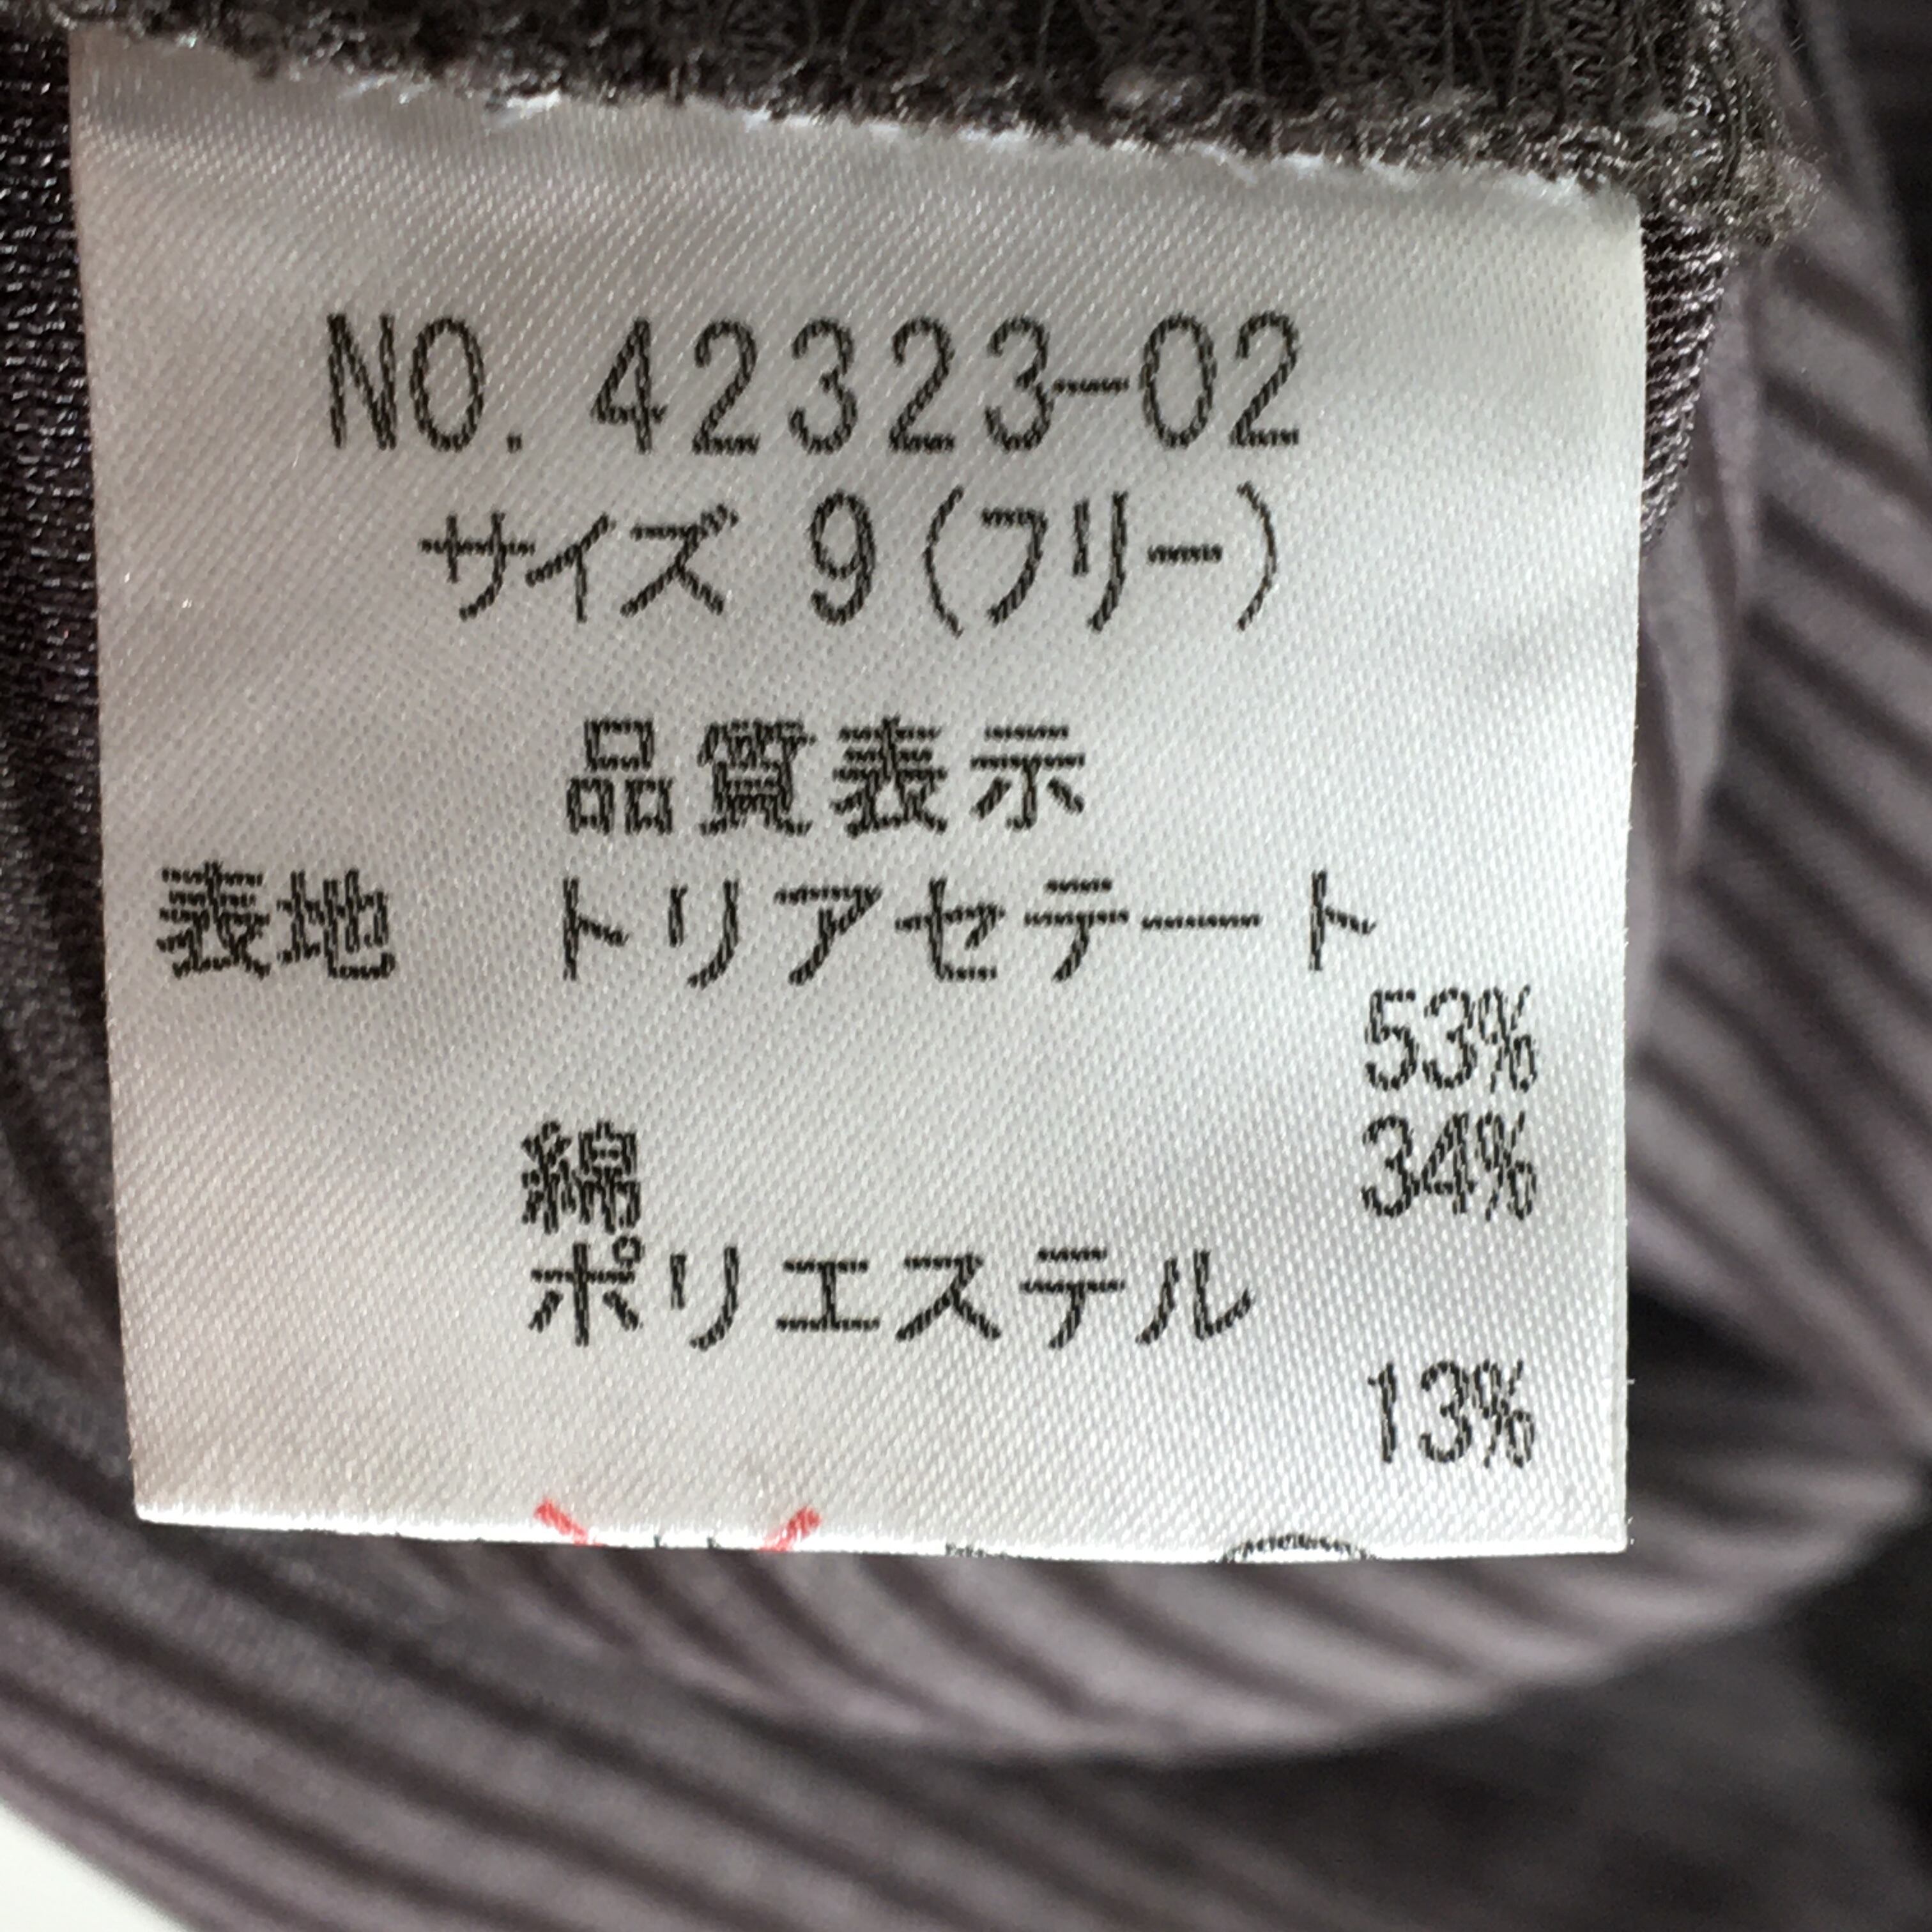 NO. 42323-02
サイズ 9 (フリー)
品質表示
表地 トリアセテート
53%
綿 34%
ポリエステル
13%